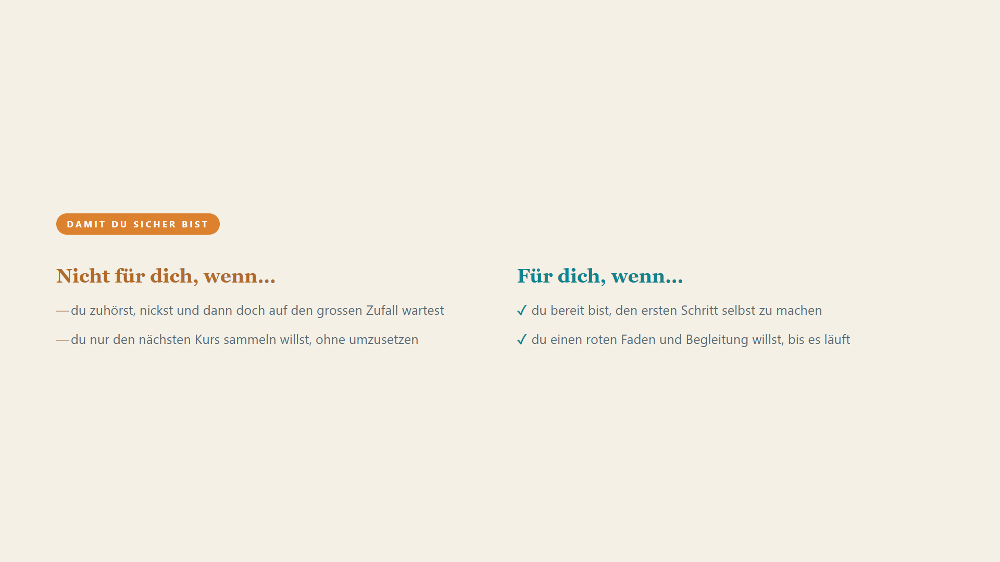 DAMIT DU SICHER BIST
Nicht für dich, wenn...
— du zuhörst, nickst und dann doch auf den grossen Zufall wartest
— du nur den nächsten Kurs sammeln willst, ohne umzusetzen
Für dich, wenn...
✓ du bereit bist, den ersten Schritt selbst zu machen
✓ du einen roten Faden und Begleitung willst, bis es läuft